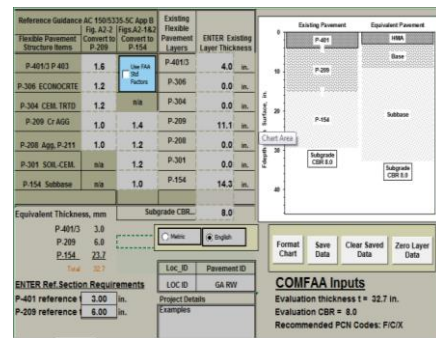 Reference Guidance AC 150/5335-5C App B
Flexible Pavement Structure Items
Fig. A2-2 Convert to P-209
Figs.A2-1&2 Convert to P-154
Existing Flexible Pavement Layers
ENTER Existing Layer Thickness
P-401/3 P 403 1.6 Use FAA Std Factors P-401/3 4.0 in.
P-306 ECONOCRTE 1.2 P-306 0.0 in.
P-304 CEM. TRTD 1.2 n/a P-304 0.0 in.
P-209 Cr AGG 1.0 1.4 P-209 11.1 in.
P-208 Agg, P-211 1.0 1.2 P-208 0.0 in.
P-301 SOIL-CEM. n/a 1.2 P-301 0.0 in.
P-154 Subbase n/a 1.0 P-154 14.3 in.
Equivalent Thickness, mm Subgrade CBR... 8.0
P-401/3 3.0
P-209 6.0
P-154 23.7
Total 32.7
Metric English
ENTER Ref. Section Requirements
P-401 reference t 3.00 in.
P-209 reference t 6.00 in.
Loc_ID Pavement ID
LOC ID GA RW
Project Details
Examples
Existing Pavement Equivalent Pavement
0
10
20
30
40
P-401
P-209
P-154
Subgrade CBR 8.0
HMA
Base
Subbase
Subgrade CBR 8.0
Chart Area
Surface, in.
Format Chart
Save Data
Clear Saved Data
Zero Layer Data
COMFAA Inputs
Evaluation thickness t = 32.7 in.
Evaluation CBR = 8.0
Recommended PCN Codes: F/C/X